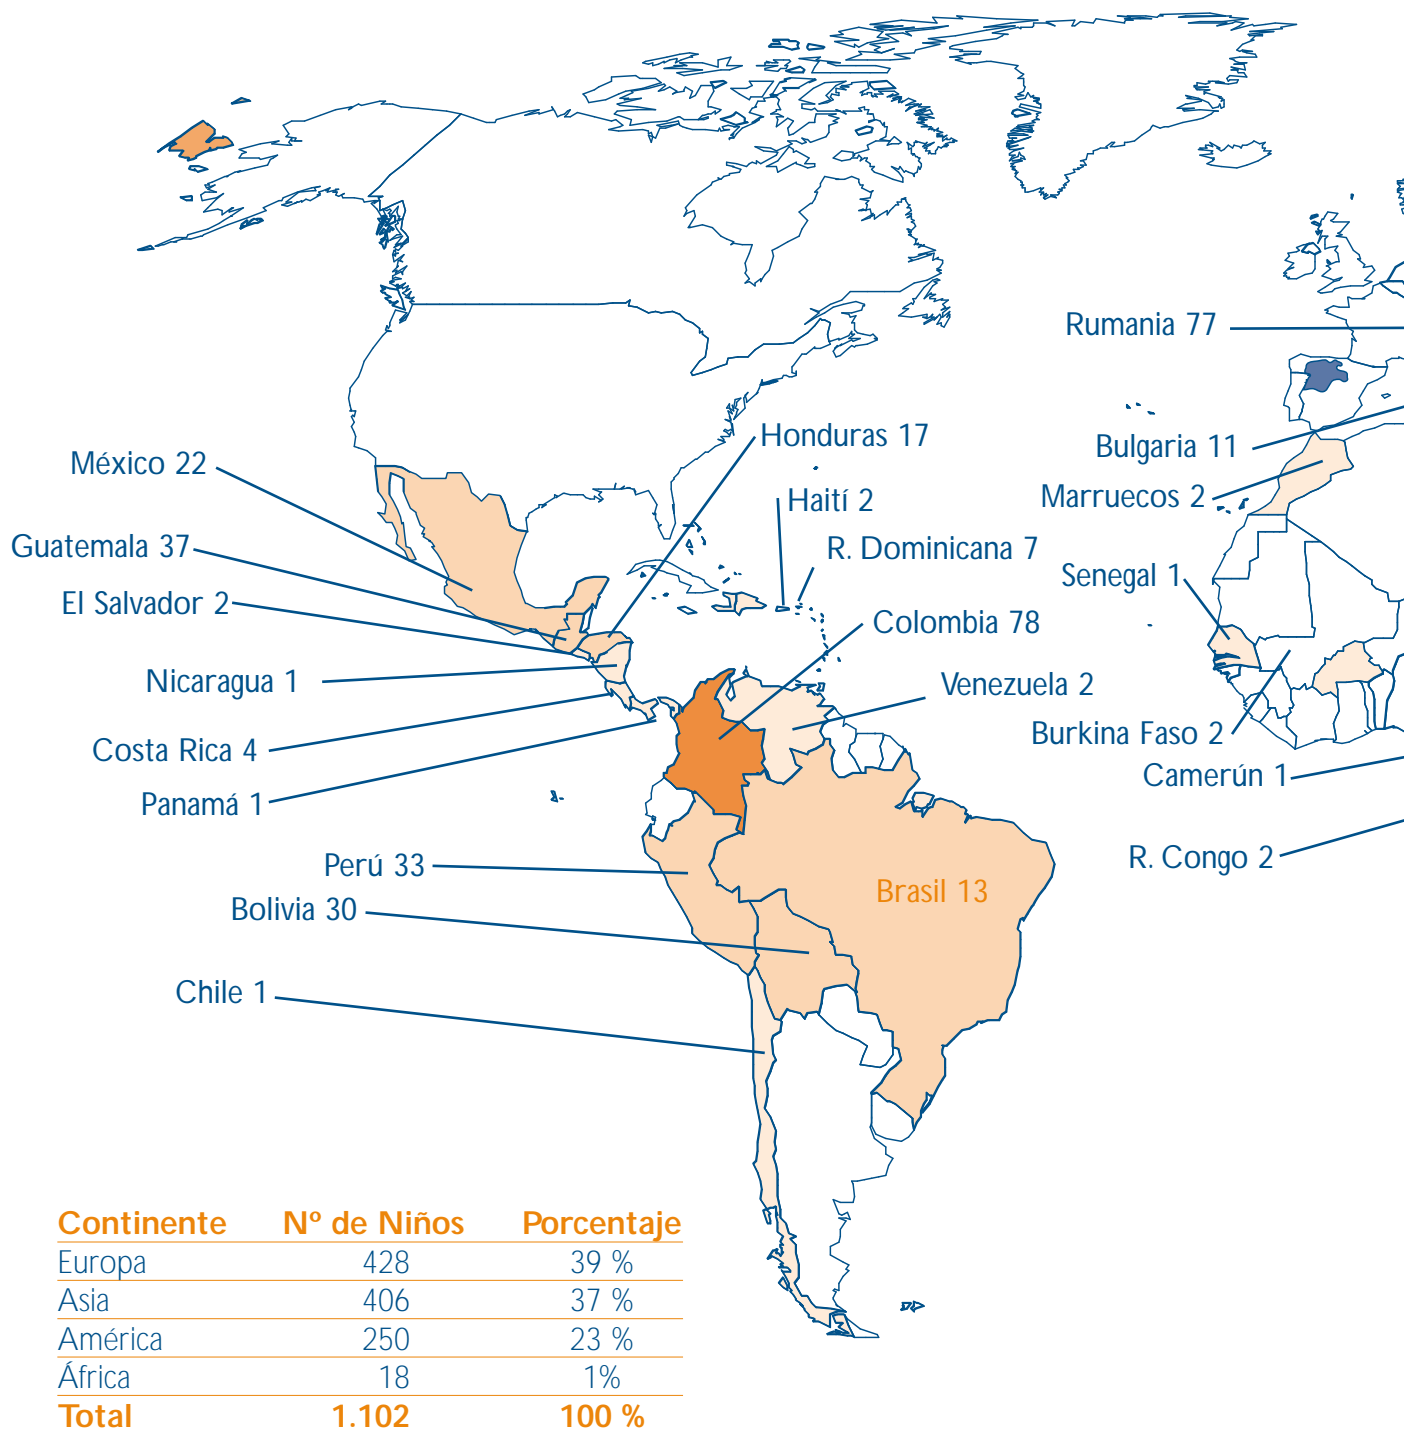 Rumania 77
Honduras 17
Bulgaria 11
México 22
Marruecos 2
Haití 2
Guatemala 37
R. Dominicana 7
Senegal 1
El Salvador 2
Colombia 78
Nicaragua 1
Venezuela 2
Burkina Faso 2
Costa Rica 4
Camerún 1
Panamá 1
R. Congo 2
Perú 33
Brasil 13
Bolivia 30
Chile 1
Continente Nº de Niños Porcentaje
Europa 428 39 %
Asia 406 37 %
América 250 23 %
África 18 1%
Total 1.102 100 %